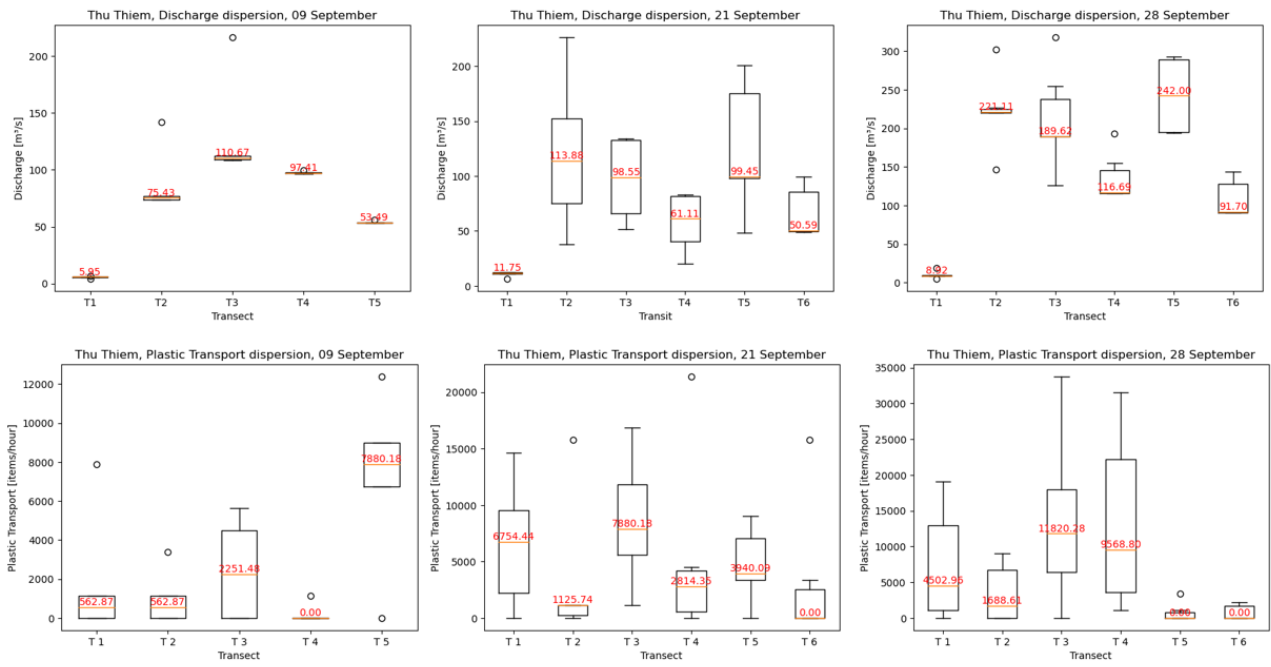 Thu Thiem, Discharge dispersion, 09 September
200
150
100
50
0
Discharge [m³/s]
5.95
75.43
110.67
97.41
53.49
T1 T2 T3 T4 T5
Transect
Thu Thiem, Discharge dispersion, 21 September
200
150
100
50
0
Discharge [m³/s]
11.75
113.88
98.55
61.11
99.45
50.59
T1 T2 T3 T4 T5 T6
Transit
Thu Thiem, Discharge dispersion, 28 September
300
250
200
150
100
50
0
Discharge [m³/s]
8.92
221.11
189.62
116.69
242.00
91.70
T1 T2 T3 T4 T5 T6
Transect
Thu Thiem, Plastic Transport dispersion, 09 September
12000
10000
8000
6000
4000
2000
0
Plastic Transport [items/hour]
562.87
562.87
2251.48
0.00
7880.18
T 1 T 2 T 3 T 4 T 5
Transect
Thu Thiem, Plastic Transport dispersion, 21 September
20000
15000
10000
5000
0
Plastic Transport [items/hour]
6754.44
1125.74
7880.18
2814.35
3940.09
0.00
T 1 T 2 T 3 T 4 T 5 T 6
Transect
Thu Thiem, Plastic Transport dispersion, 28 September
35000
30000
25000
20000
15000
10000
5000
0
Plastic Transport [items/hour]
4502.96
1688.61
11820.28
9568.80
0.00
0.00
T 1 T 2 T 3 T 4 T 5 T 6
Transect